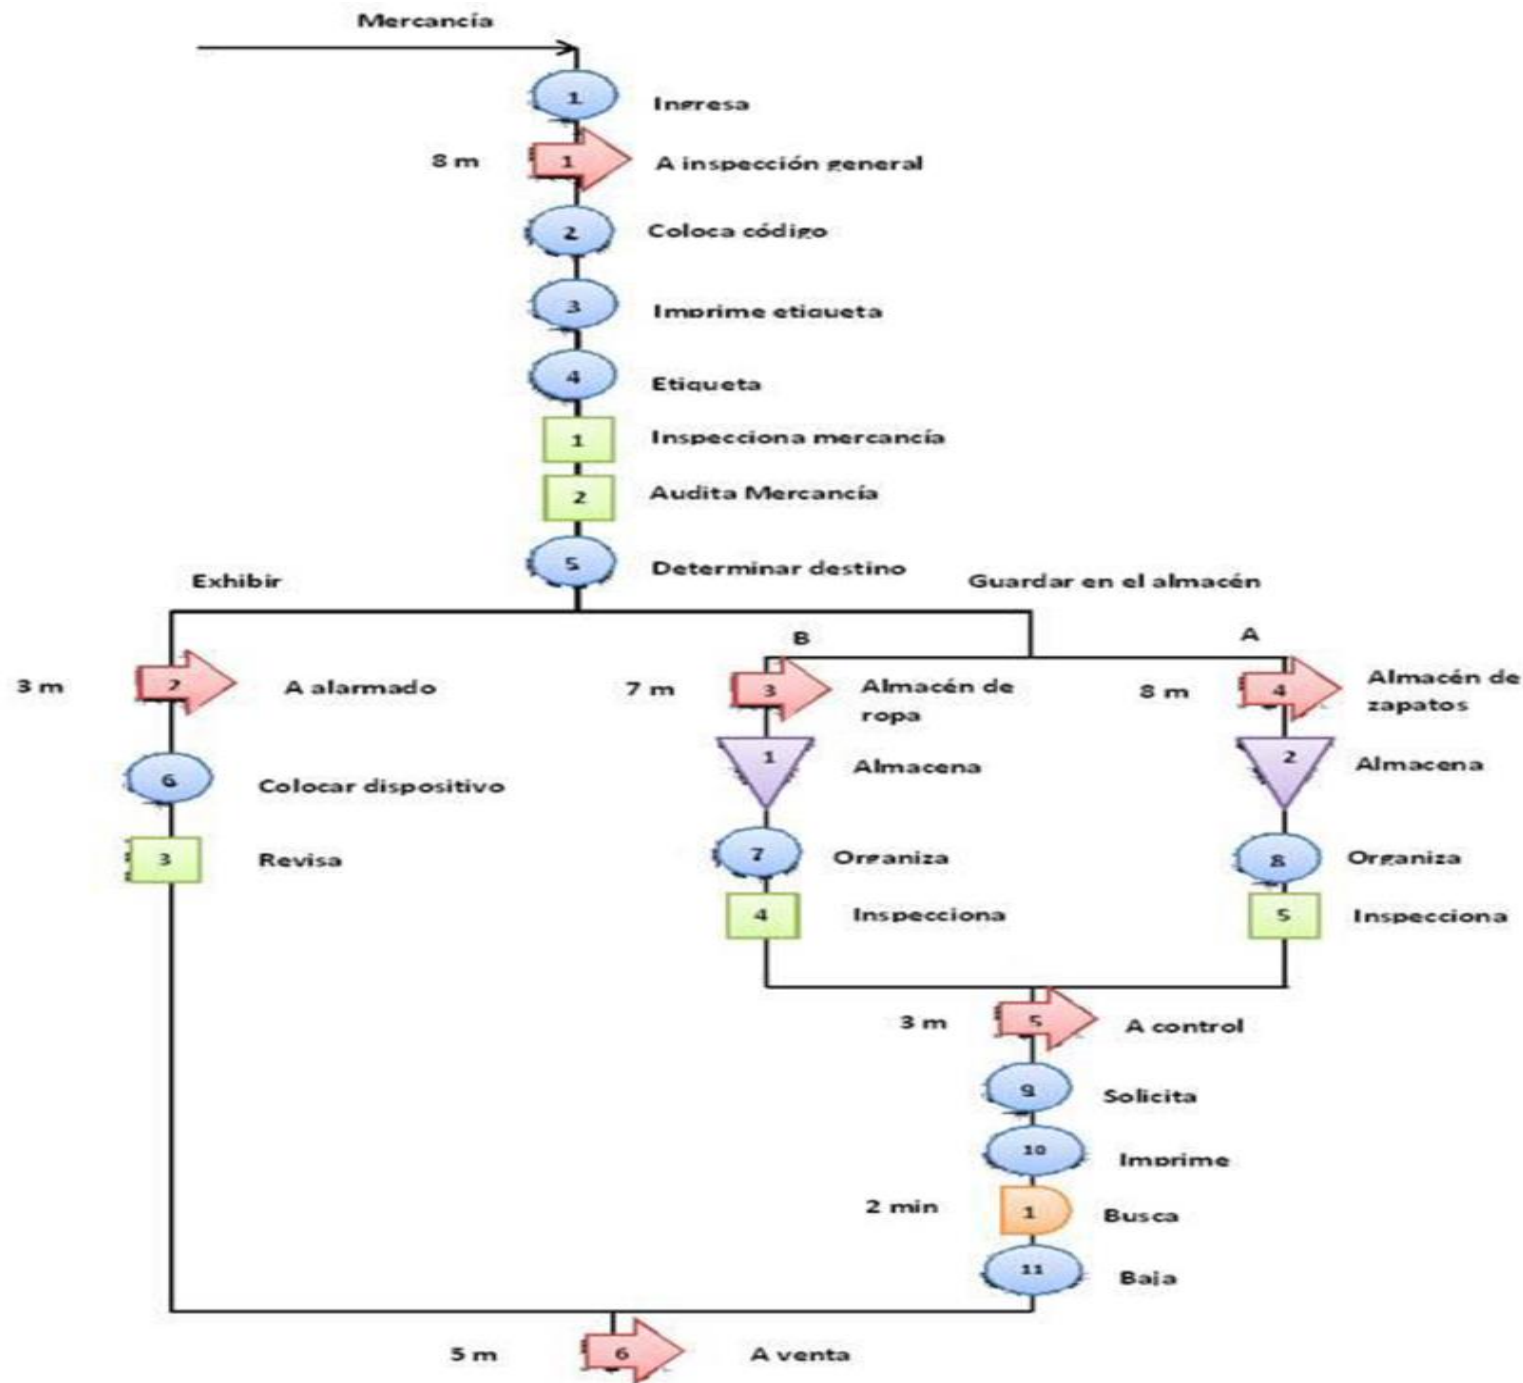 Mercancía
1 Ingresa
8 m 1 A inspección general
2 Coloca código
3 Imprime etiqueta
4 Etiqueta
1 Inspecciona mercancía
2 Audita Mercancía
5 Determinar destino
Exhibir
Guardar en el almacén
3 m 2 A alarmado
6 Colocar dispositivo
3 Revisa
B
7 m 3 Almacén de
ropa
1 Almacena
7 Organiza
4 Inspecciona
A
8 m 4 Almacén de
zapatos
2 Almacena
8 Organiza
5 Inspecciona
3 m 5 A control
9 Solicita
10 Imprime
2 min 1 Busca
11 Baja
5 m 6 A venta